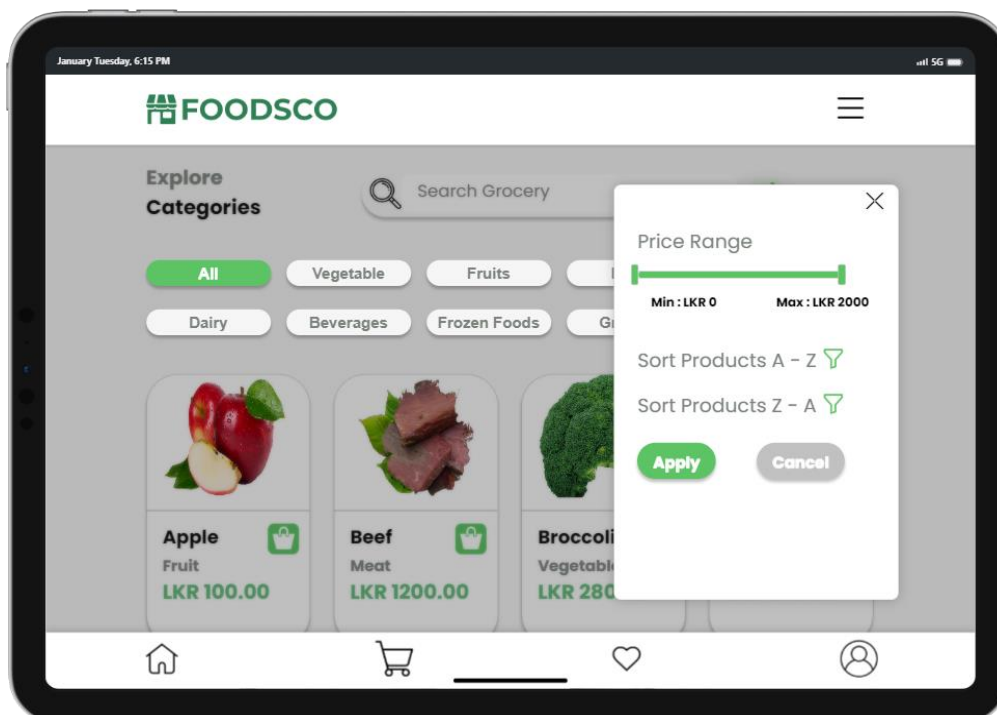 January Tuesday, 6:15 PM
5G
FOODSCO
Explore
Categories
Search Grocery
All
Vegetable
Fruits
Dairy
Beverages
Frozen Foods
Price Range
Min : LKR 0
Max : LKR 2000
Sort Products A - Z
Sort Products Z - A
Apply
Cancel
Apple
Fruit
LKR 100.00
Beef
Meat
LKR 1200.00
Broccoli
LKR 280